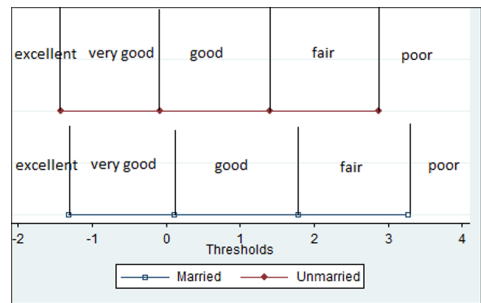 excellent very good good fair poor
excellent very good good fair poor
-2 -1 0 1 2 3 4
Thresholds
Married Unmarried